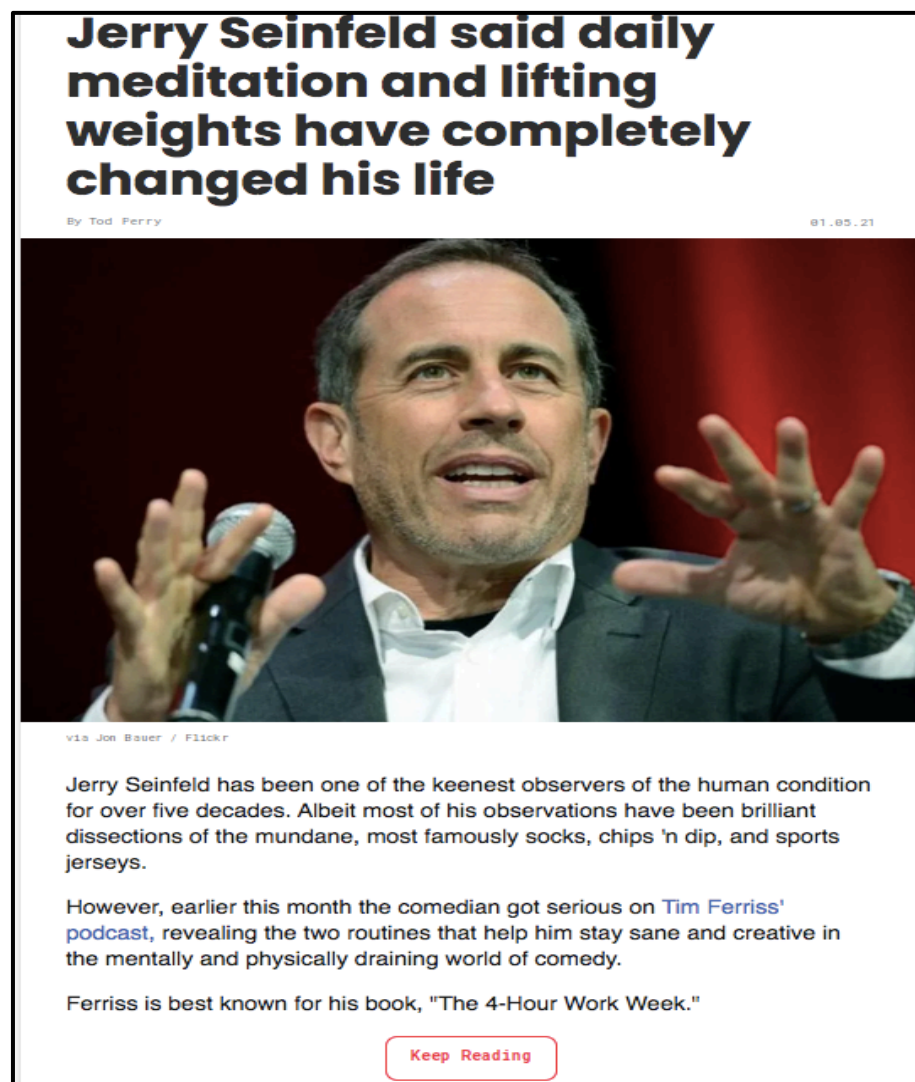 Jerry Seinfeld said daily
meditation and lifting
weights have completely
changed his life
By Tod Perry
01.05.21
via Jon Bauer / Flickr
Jerry Seinfeld has been one of the keenest observers of the human condition
for over five decades. Albeit most of his observations have been brilliant
dissections of the mundane, most famously socks, chips 'n dip, and sports
jerseys.
However, earlier this month the comedian got serious on Tim Ferriss'
podcast, revealing the two routines that help him stay sane and creative in
the mentally and physically draining world of comedy.
Ferriss is best known for his book, "The 4-Hour Work Week."
Keep Reading